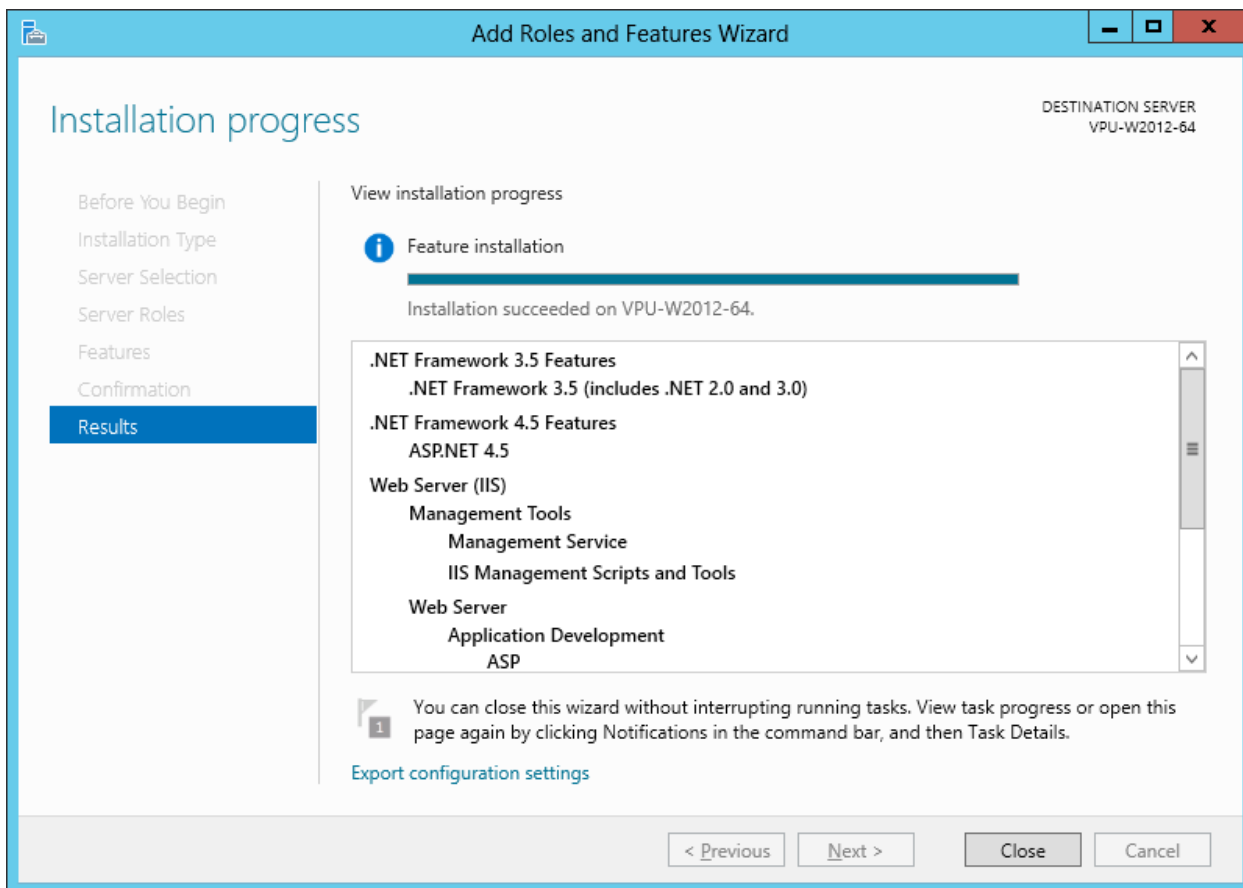 Add Roles and Features Wizard
Installation progress
DESTINATION SERVER
VPU-W2012-64
Before You Begin
Installation Type
Server Selection
Server Roles
Features
Confirmation
Results
View installation progress
Feature installation
Installation succeeded on VPU-W2012-64.
.NET Framework 3.5 Features
.NET Framework 3.5 (includes .NET 2.0 and 3.0)
.NET Framework 4.5 Features
ASP.NET 4.5
Web Server (IIS)
Management Tools
Management Service
IIS Management Scripts and Tools
Web Server
Application Development
ASP
1
You can close this wizard without interrupting running tasks. View task progress or open this
page again by clicking Notifications in the command bar, and then Task Details.
Export configuration settings
< Previous
Next >
Close
Cancel